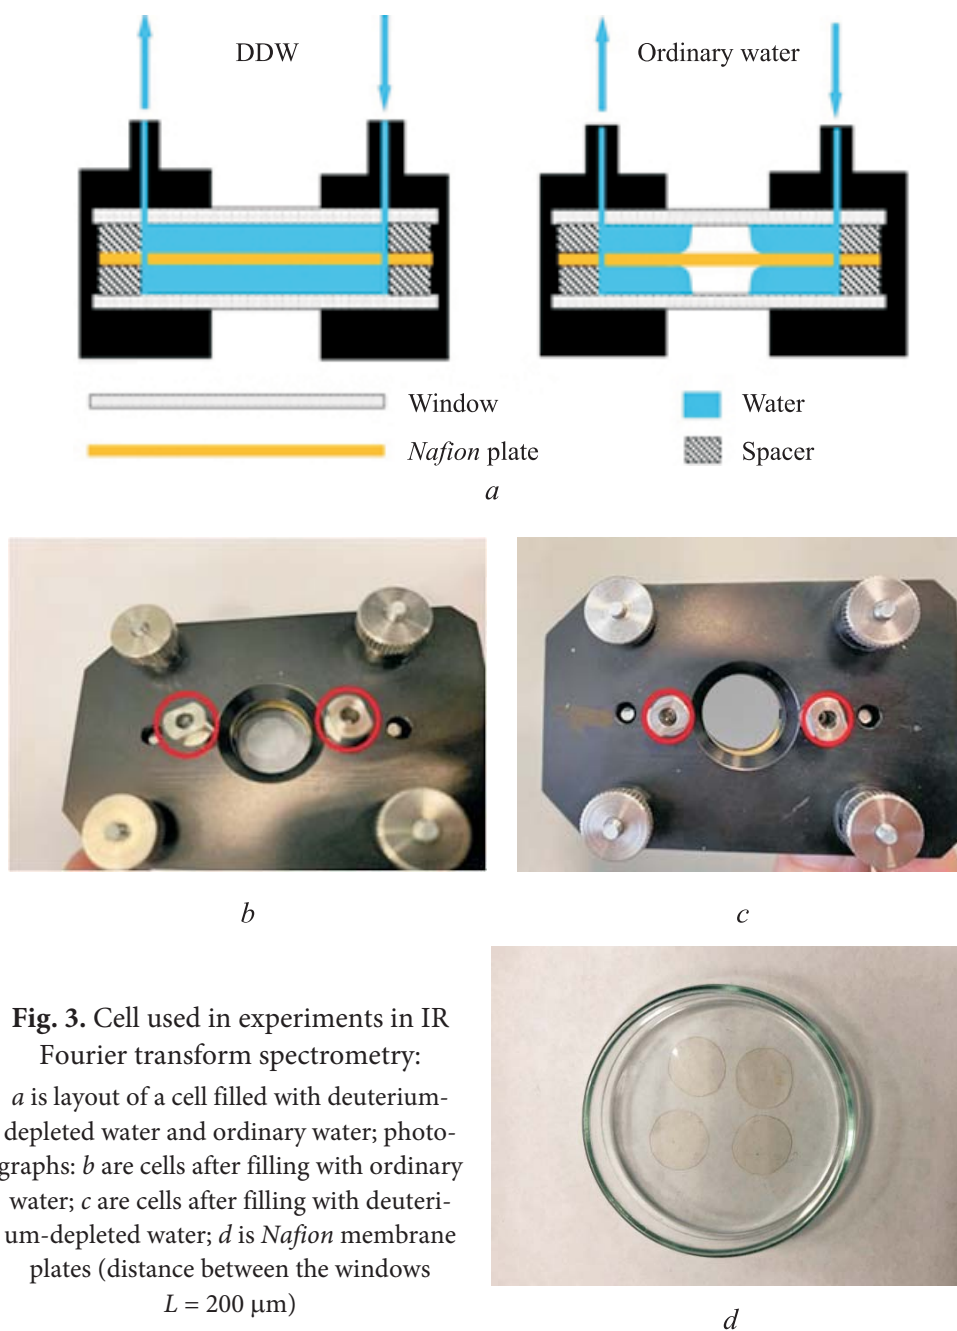 DDW
Ordinary water
Window
Water
Nafion plate
Spacer
a
b
c
Fig. 3. Cell used in experiments in IR
Fourier transform spectrometry:
a is layout of a cell filled with deuterium-
depleted water and ordinary water; photo-
graphs: b are cells after filling with ordinary
water; c are cells after filling with deuteri-
um-depleted water; d is Nafion membrane
plates (distance between the windows
L = 200 μm)
d